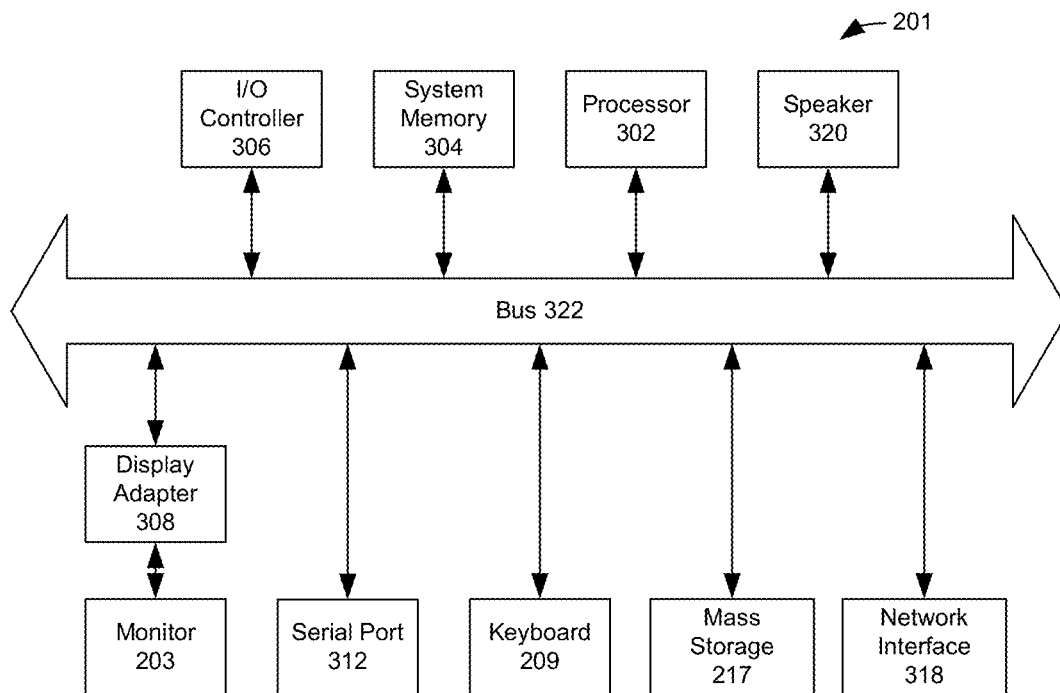 201
I/O
Controller
306
System
Memory
304
Processor
302
Speaker
320
Bus 322
Display
Adapter
308
Monitor
203
Serial Port
312
Keyboard
209
Mass
Storage
217
Network
Interface
318